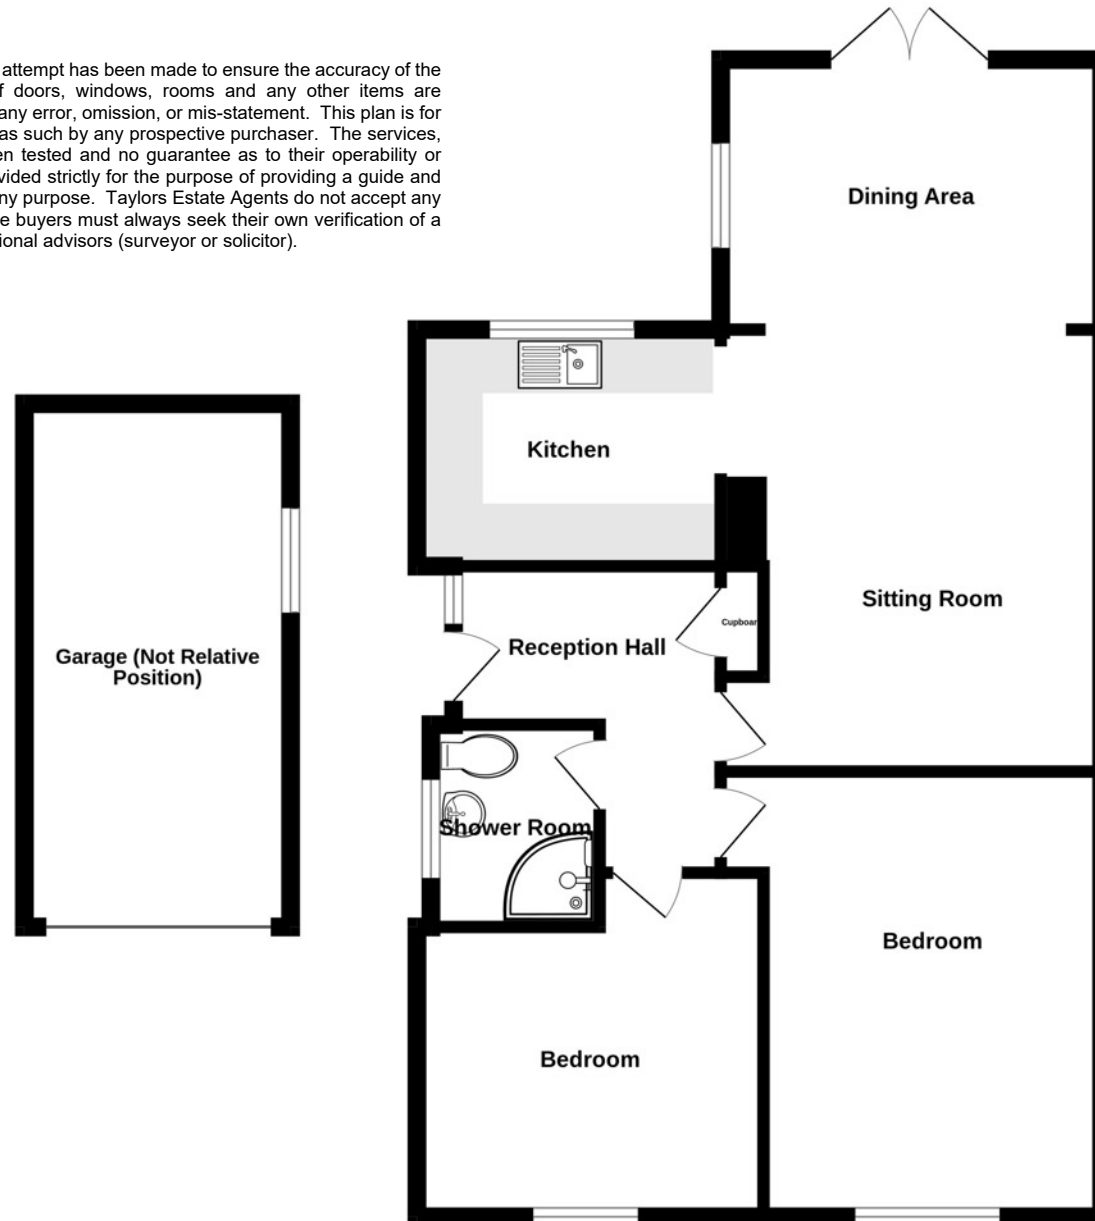 attempt has been made to ensure the accuracy of the
f doors, windows, rooms and any other items are
any error, omission, or mis-statement. This plan is for
as such by any prospective purchaser. The services,
en tested and no guarantee as to their operability or
vided strictly for the purpose of providing a guide and
ny purpose. Taylors Estate Agents do not accept any
e buyers must always seek their own verification of a
ional advisors (surveyor or solicitor).
Dining Area
Kitchen
Sitting Room
Cupboar
Reception Hall
Garage (Not Relative
Position)
Shower Room
Bedroom
Bedroom